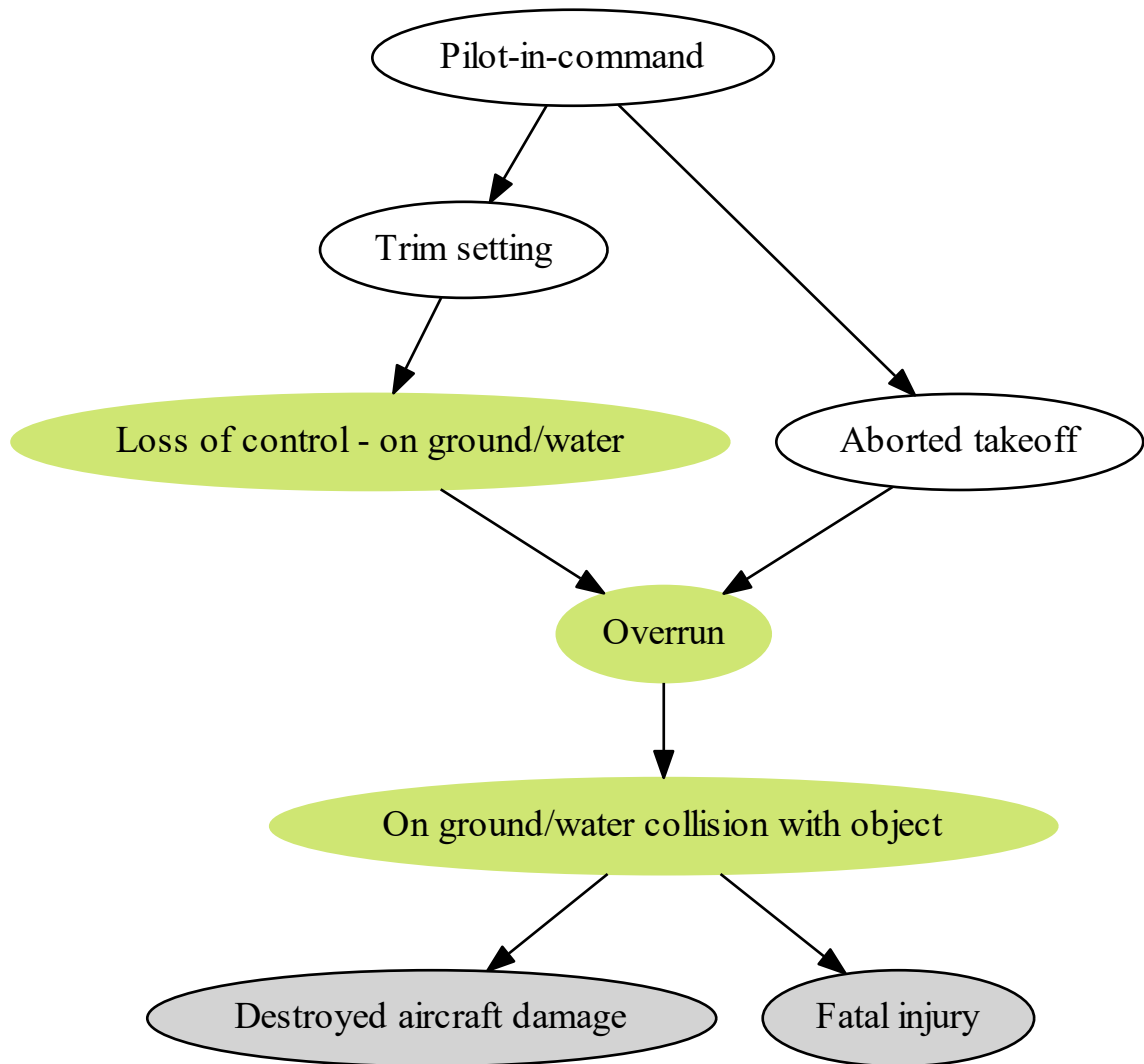 Pilot-in-command
Trim setting
Loss of control - on ground/water
Aborted takeoff
Overrun
On ground/water collision with object
Destroyed aircraft damage
Fatal injury